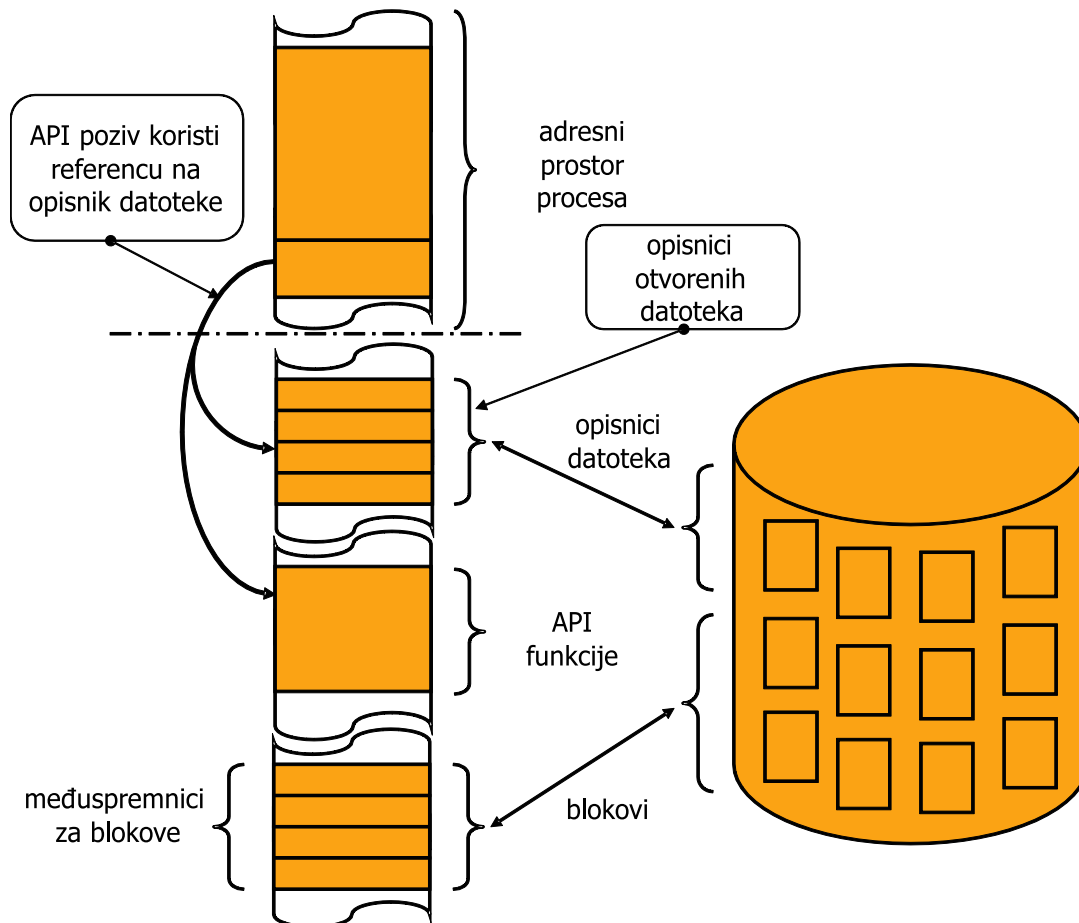 API poziv koristi
referencu na
opisnik datoteke
adresni
prostor
procesa
opisnici
otvorenih
datoteka
opisnici
datoteka
API
funkcije
međuspremnici
za blokove
blokovi